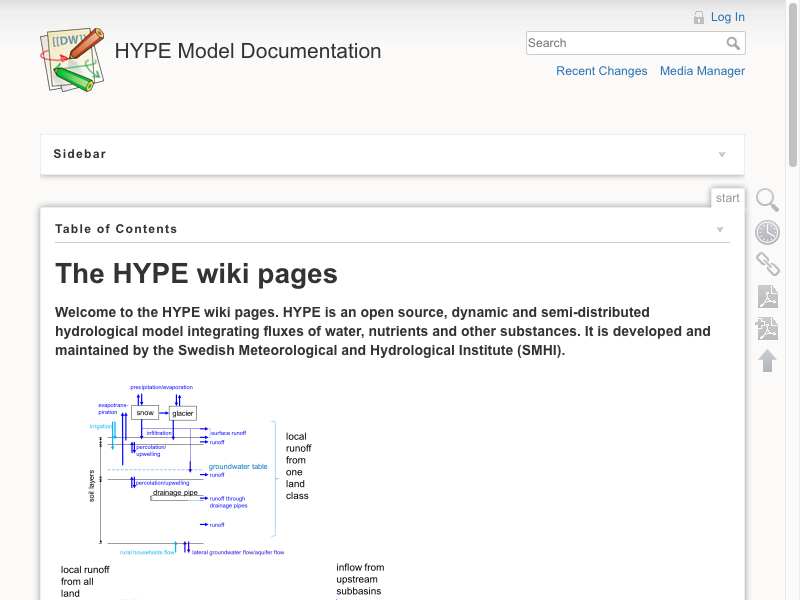 Log In
[[DW]]
HYPE Model Documentation
Search
Recent Changes Media Manager
Sidebar
start
Table of Contents
The HYPE wiki pages
Welcome to the HYPE wiki pages. HYPE is an open source, dynamic and semi-distributed
hydrological model integrating fluxes of water, nutrients and other substances. It is developed and
maintained by the Swedish Meteorological and Hydrological Institute (SMHI).
precipitation/evaporation
evapotrans-
piration
snow
glacier
irrigation
infiltration
surface runoff
runoff
percolation/
upwelling
groundwater table
runoff
percolation/upwelling
drainage pipe
runoff through
drainage pipes
soil layers
runoff
rural households flow
lateral groundwater flow/aquifer flow
local
runoff
from
one
land
class
local runoff
from all
land
inflow from
upstream
subbasins